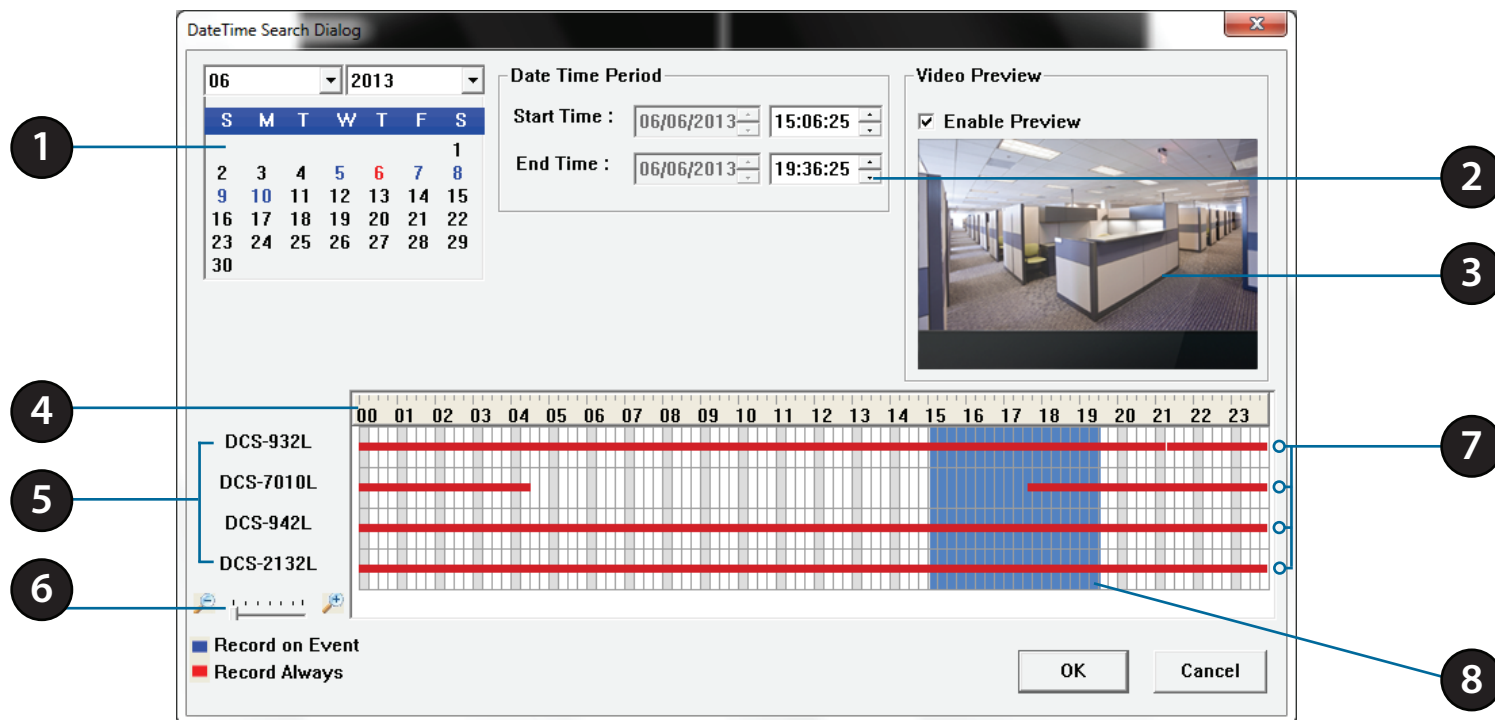 DateTime Search Dialog
06 2013
S M T W T F S
1
2 3 4 5 6 7 8
9 10 11 12 13 14 15
16 17 18 19 20 21 22
23 24 25 26 27 28 29
30
Date Time Period
Start Time : 06/06/2013 15:06:25
End Time : 06/06/2013 19:36:25
Video Preview
Enable Preview
1
2
3
4
00 01 02 03 04 05 06 07 08 09 10 11 12 13 14 15 16 17 18 19 20 21 22 23
DCS-932L
DCS-7010L
DCS-942L
DCS-2132L
5
6
7
8
Record on Event
Record Always
OK
Cancel